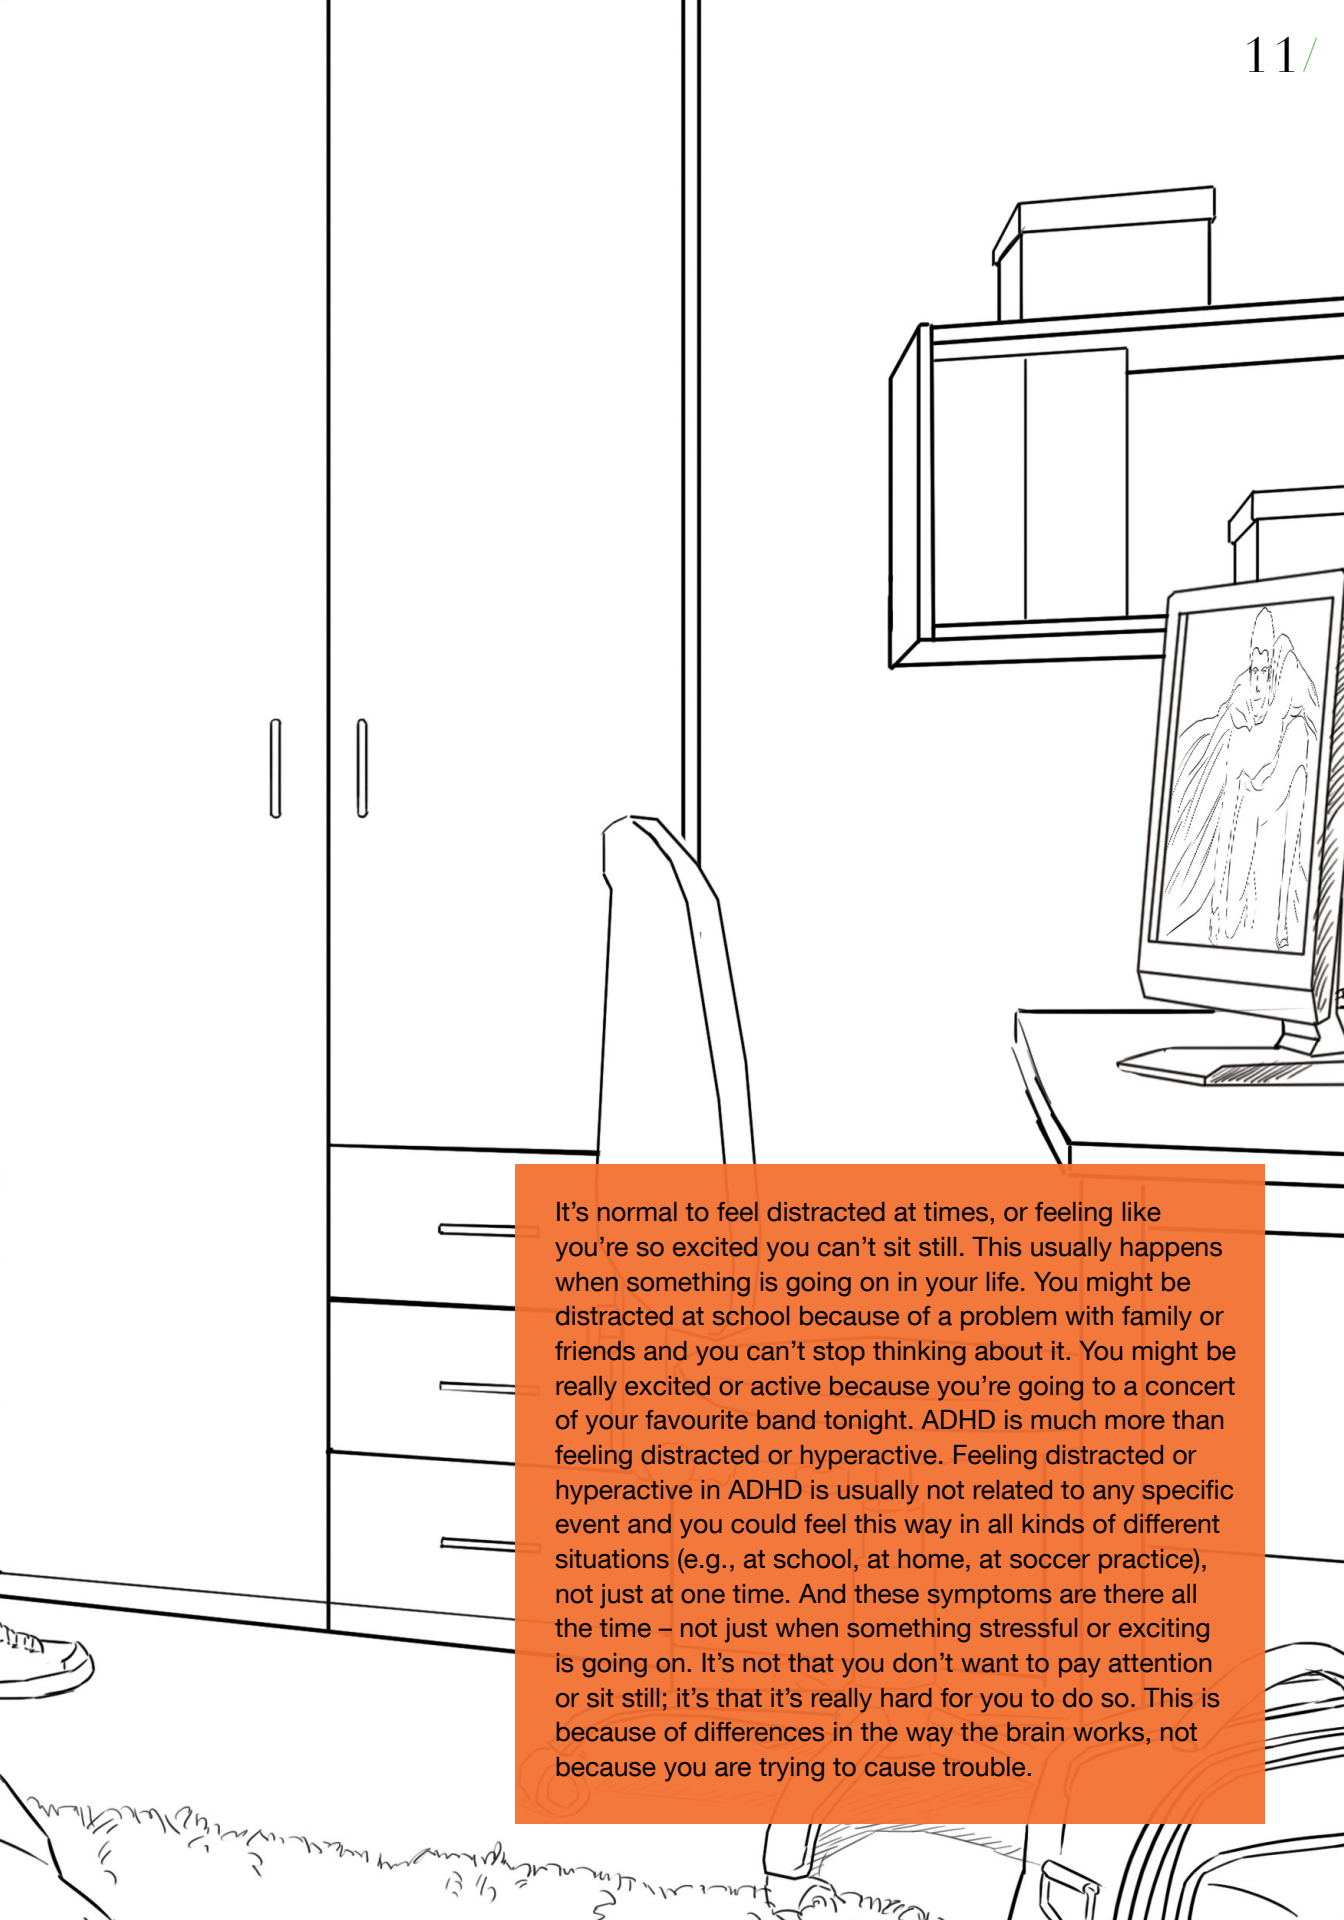 11/
It’s normal to feel distracted at times, or feeling like
you’re so excited you can’t sit still. This usually happens
when something is going on in your life. You might be
distracted at school because of a problem with family or
friends and you can’t stop thinking about it. You might be
really excited or active because you’re going to a concert
of your favourite band tonight. ADHD is much more than
feeling distracted or hyperactive. Feeling distracted or
hyperactive in ADHD is usually not related to any specific
event and you could feel this way in all kinds of different
situations (e.g., at school, at home, at soccer practice),
not just at one time. And these symptoms are there all
the time – not just when something stressful or exciting
is going on. It’s not that you don’t want to pay attention
or sit still; it’s that it’s really hard for you to do so. This is
because of differences in the way the brain works, not
because you are trying to cause trouble.